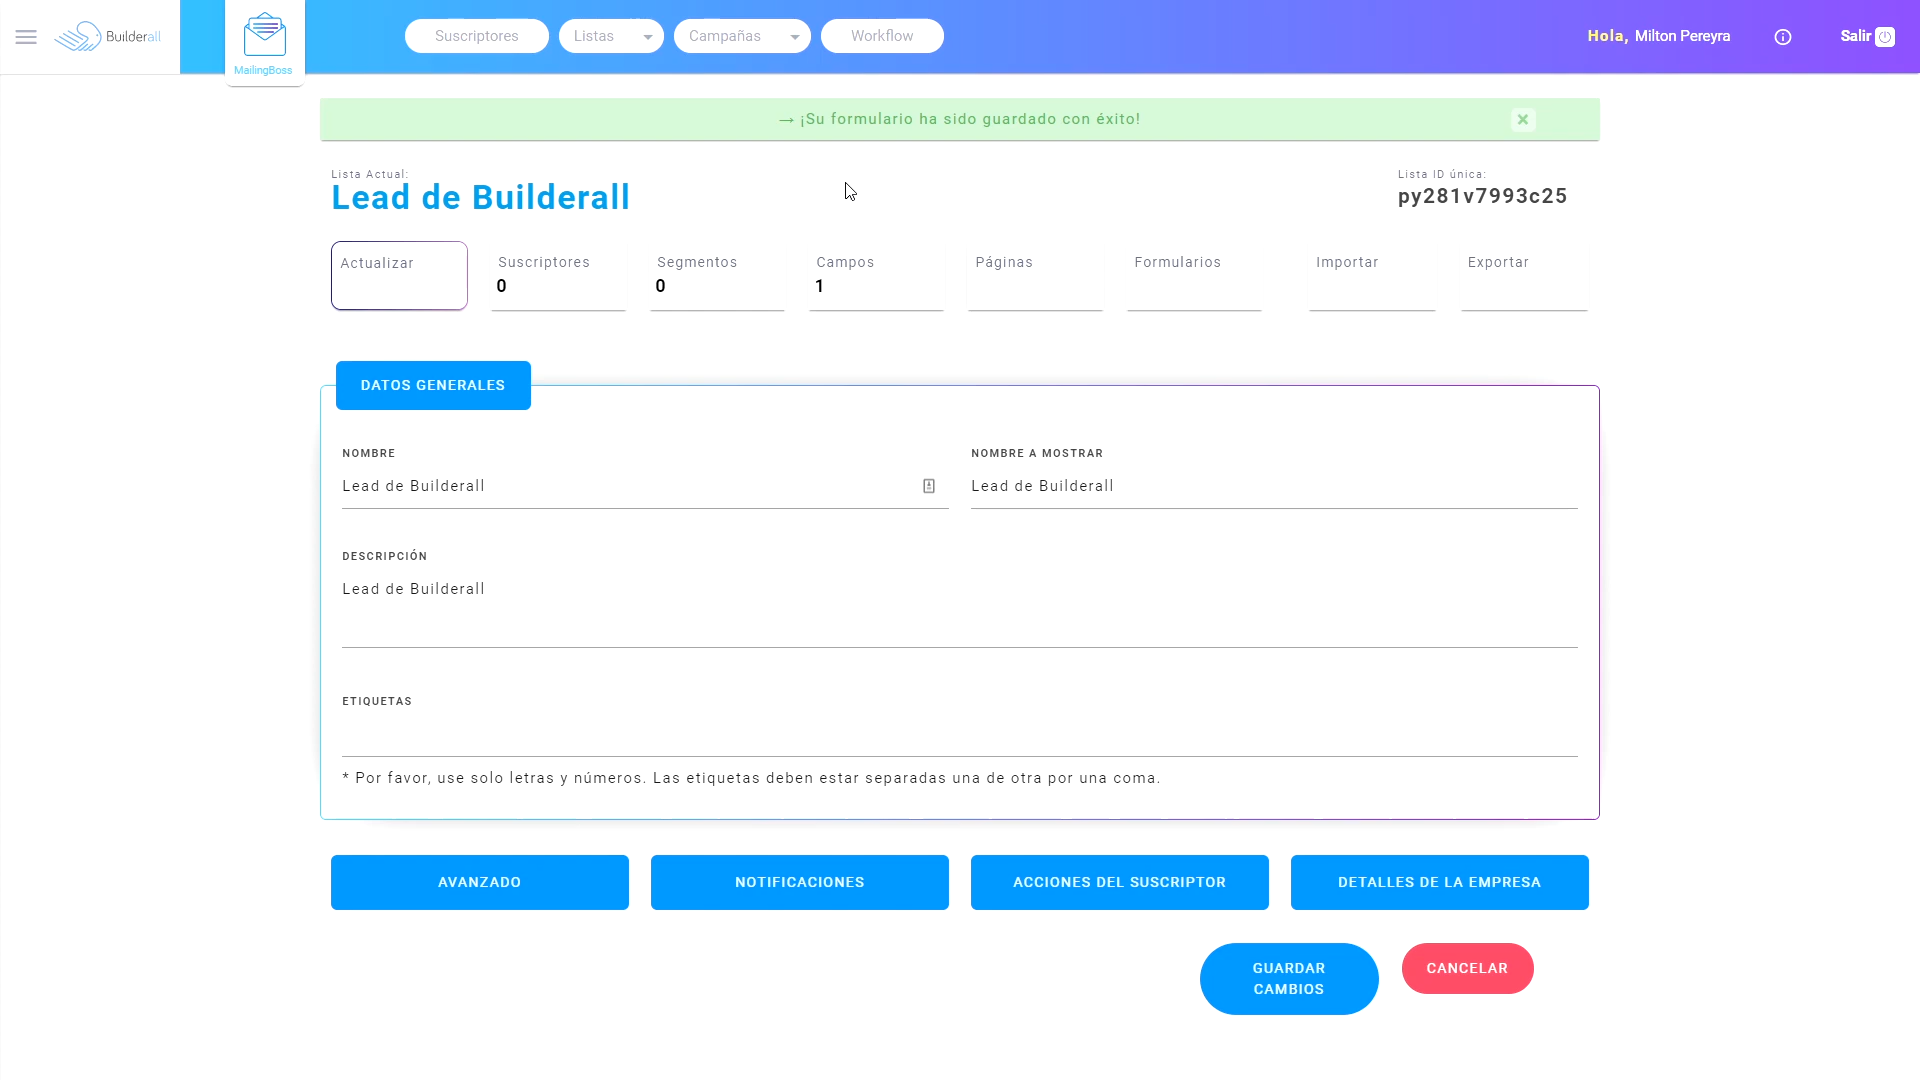 Builderall
MailingBoss
Suscriptores
Listas
Campañas
Workflow
Hola, Milton Pereyra
Salir
→ ¡Su formulario ha sido guardado con éxito!
Lista Actual:
Lead de Builderall
Lista ID única:
py281v7993c25
Actualizar
Suscriptores
0
Segmentos
0
Campos
1
Páginas
Formularios
Importar
Exportar
DATOS GENERALES
NOMBRE
Lead de Builderall
NOMBRE A MOSTRAR
Lead de Builderall
DESCRIPCIÓN
Lead de Builderall
ETIQUETAS
* Por favor, use solo letras y números. Las etiquetas deben estar separadas una de otra por una coma.
AVANZADO
NOTIFICACIONES
ACCIONES DEL SUSCRIPTOR
DETALLES DE LA EMPRESA
GUARDAR
CAMBIOS
CANCELAR